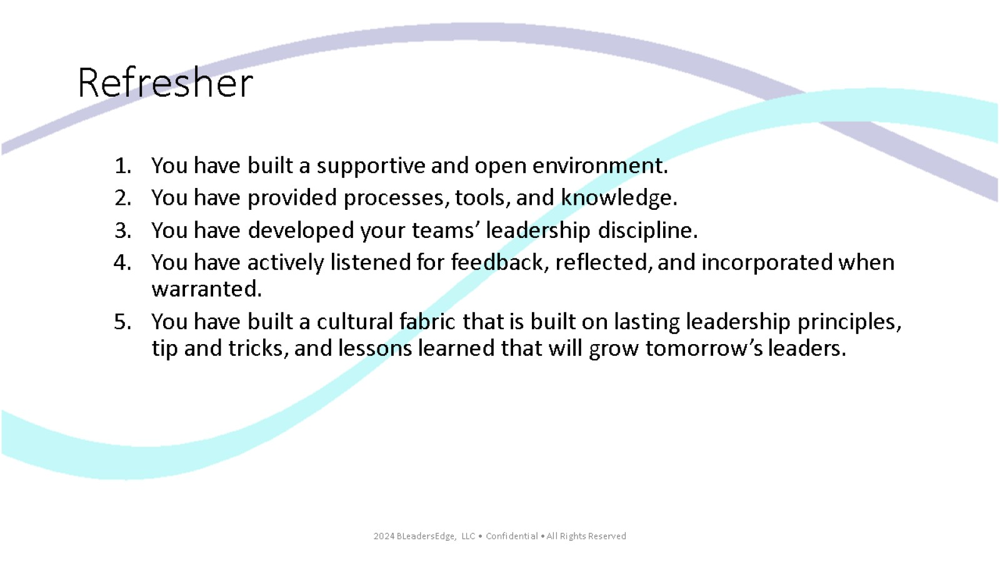 Refresher
1. You have built a supportive and open environment.
2. You have provided processes, tools, and knowledge.
3. You have developed your teams’ leadership discipline.
4. You have actively listened for feedback, reflected, and incorporated when
warranted.
5. You have built a cultural fabric that is built on lasting leadership principles,
tip and tricks, and lessons learned that will grow tomorrow’s leaders.
2024 BLeadersEdge, LLC • Confidential • All Rights Reserved